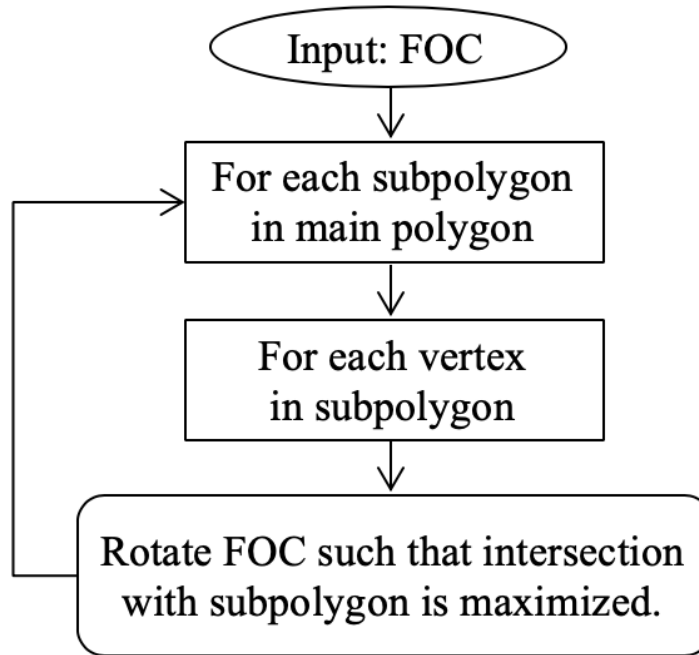 Input: FOC
For each subpolygon
in main polygon
For each vertex
in subpolygon
Rotate FOC such that intersection
with subpolygon is maximized.